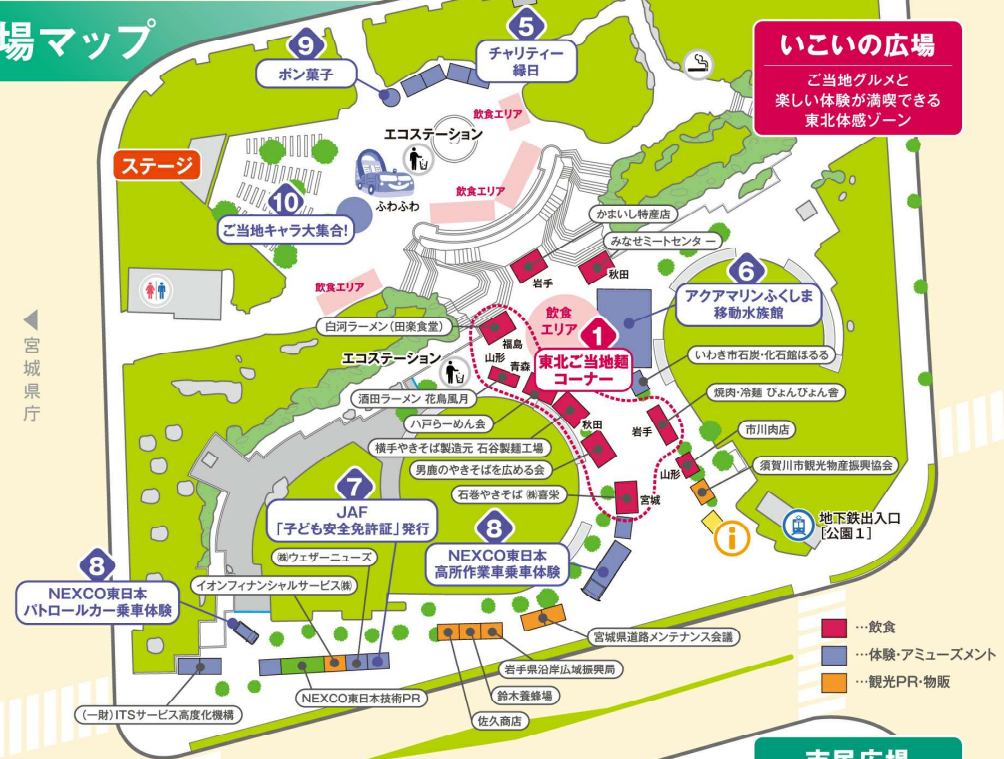 場マップ
9
ポン菓子
5
チャリティー
縁日
いこいの広場
ご当地グルメと
楽しい体験が満喫できる
東北体感ゾーン
飲食エリア
エコステーション
ステージ
ふわふわ
飲食エリア
10
ご当地キャラ大集合!
かまいし特産店
みなせミートセンター
岩手
秋田
6
アクアマリンふくしま
移動水族館
飲食エリア
飲食
エリア
白河ラーメン(田楽食堂)
福島
1
東北ご当地麺
コーナー
エコステーション
山形
青森
いわき市石炭・化石館ほるる
宮城県庁
酒田ラーメン 花鳥風月
焼肉・冷麺 ぴょんぴょん舎
八戸らーめん会
秋田
岩手
市川肉店
横手やきそば製造元 石谷製麺工場
男鹿のやきそばを広める会
山形
須賀川市観光物産振興協会
石巻やきそば ㈱喜栄
宮城
7
JAF
「子ども安全免許証」発行
8
NEXCO東日本
高所作業車乗車体験
i
地下鉄出入口
[公園1]
㈱ウェザーニューズ
8
NEXCO東日本
パトロールカー乗車体験
イオンフィナンシャルサービス㈱
宮城県道路メンテナンス会議
岩手県沿岸広域振興局
NEXCO東日本技術PR
鈴木養蜂場
(一財)ITSサービス高度化機構
佐久商店
…飲食
…体験・アミューズメント
…観光PR・物販
市民広場